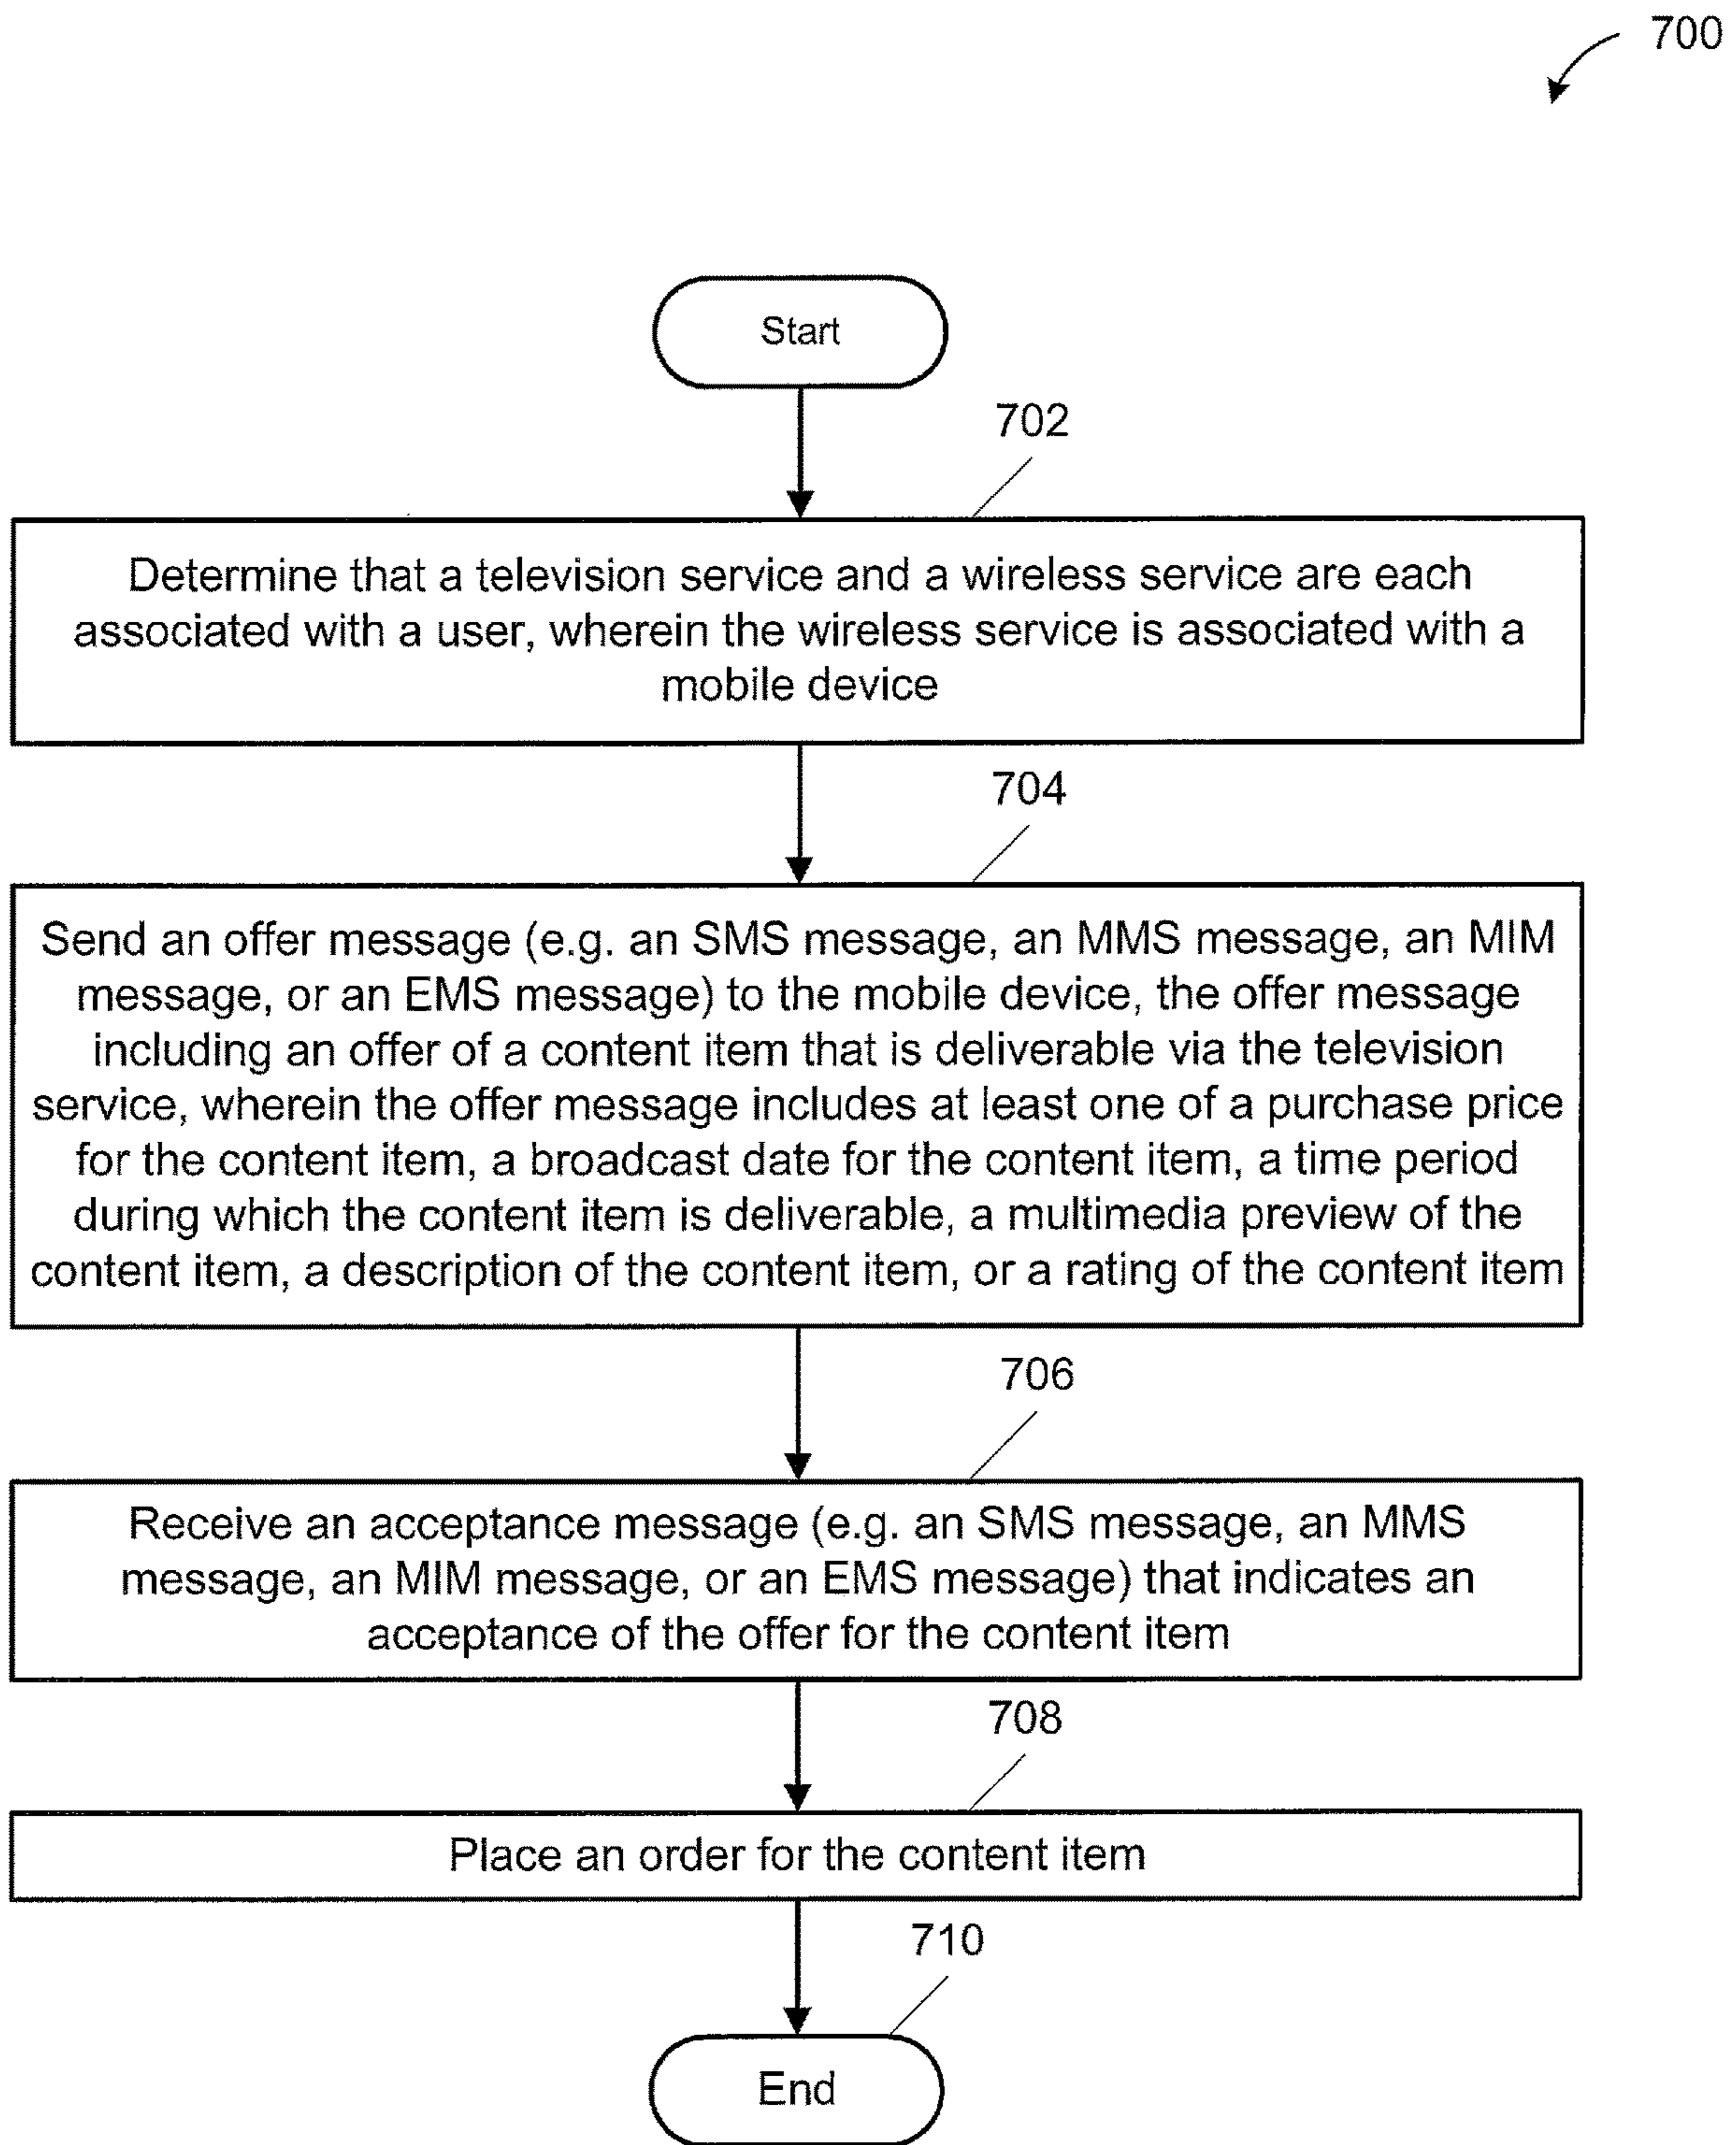 700
Start
702
Determine that a television service and a wireless service are each
associated with a user, wherein the wireless service is associated with a
mobile device
704
Send an offer message (e.g. an SMS message, an MMS message, an MIM
message, or an EMS message) to the mobile device, the offer message
including an offer of a content item that is deliverable via the television
service, wherein the offer message includes at least one of a purchase price
for the content item, a broadcast date for the content item, a time period
during which the content item is deliverable, a multimedia preview of the
content item, a description of the content item, or a rating of the content item
706
Receive an acceptance message (e.g. an SMS message, an MMS
message, an MIM message, or an EMS message) that indicates an
acceptance of the offer for the content item
708
Place an order for the content item
710
End